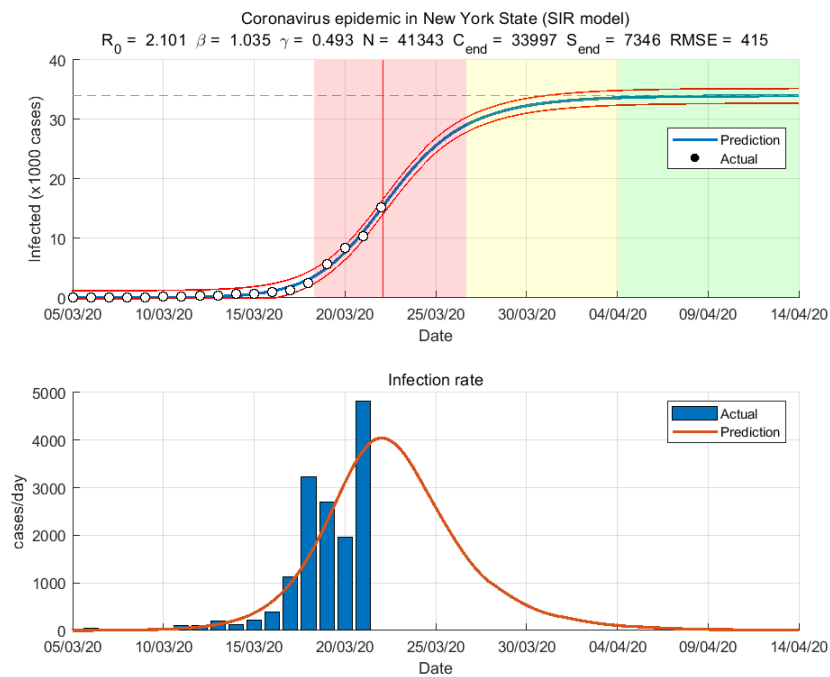 Coronavirus epidemic in New York State (SIR model)
R0 = 2.101 β = 1.035 γ = 0.493 N = 41343 Cend = 33997 Send = 7346 RMSE = 415
40
30
20
10
0
Infected (x1000 cases)
Prediction
Actual
05/03/20 10/03/20 15/03/20 20/03/20 25/03/20 30/03/20 04/04/20 09/04/20 14/04/20
Date
Infection rate
5000
4000
3000
2000
1000
0
cases/day
Actual
Prediction
05/03/20 10/03/20 15/03/20 20/03/20 25/03/20 30/03/20 04/04/20 09/04/20 14/04/20
Date